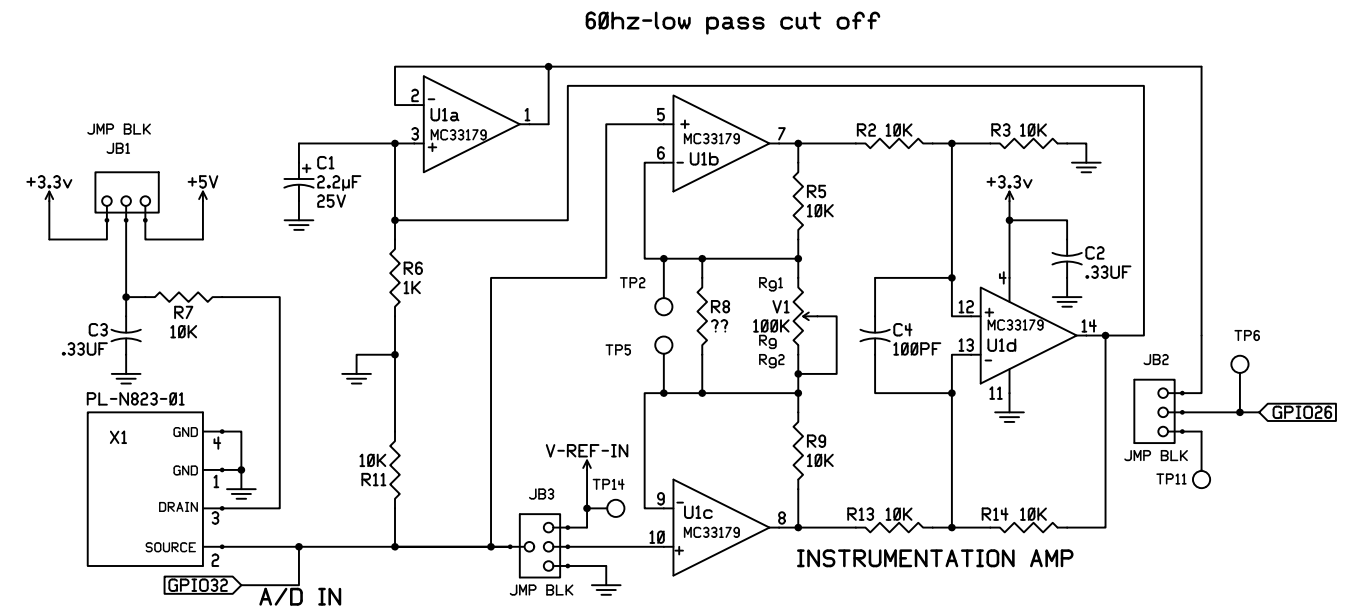 60hz-low pass cut off
JMP BLK
JB1
+3.3v
+5V
R7
10K
C3
.33UF
PL-N823-01
X1
GND
4
GND
1
DRAIN
3
SOURCE
2
GPIO32
A/D IN
+
C1
2.2µF
25V
2
-
U1a
MC33179
3
+
1
R6
1K
10K
R11
V-REF-IN
TP14
JB3
JMP BLK
5
+
MC33179
6
-
U1b
7
R2 10K
R3 10K
R5
10K
TP2
TP5
R8
??
Rg1
V1
100K
Rg
Rg2
R9
10K
9
-
U1c
MC33179
10
+
8
R13 10K
R14 10K
INSTRUMENTATION AMP
+3.3v
C2
.33UF
4
C4
100PF
12
+
MC33179
13
-
U1d
14
11
TP6
JB2
GPIO26
JMP BLK
TP11